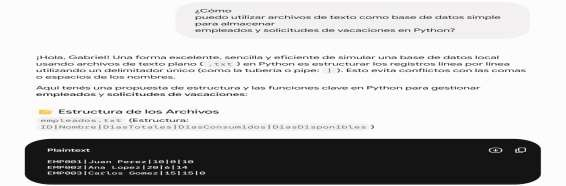 ¿Cómo
puedo utilizar archivos de texto como base de datos simple
para almacenar
empleados y solicitudes de vacaciones en Python?
¡Hola, Gabriel! Una forma excelente, sencilla y eficiente de simular una base de datos local
usando archivos de texto plano ( .txt ) en Python es estructurar los registros línea por línea
utilizando un delimitador único (como la tubería o pipe: | ). Esto evita conflictos con las comas
o espacios de los nombres.
Aquí tenés una propuesta de estructura y las funciones clave en Python para gestionar
empleados y solicitudes de vacaciones:
📁 Estructura de los Archivos
empleados.txt (Estructura:
ID|Nombre|DiasTotales|DiasConsumidos|DiasDisponibles )
Plaintext
EMP001|Juan Perez|10|0|10
EMP002|Ana Lopez|20|6|14
EMP003|Carlos Gomez|15|15|0